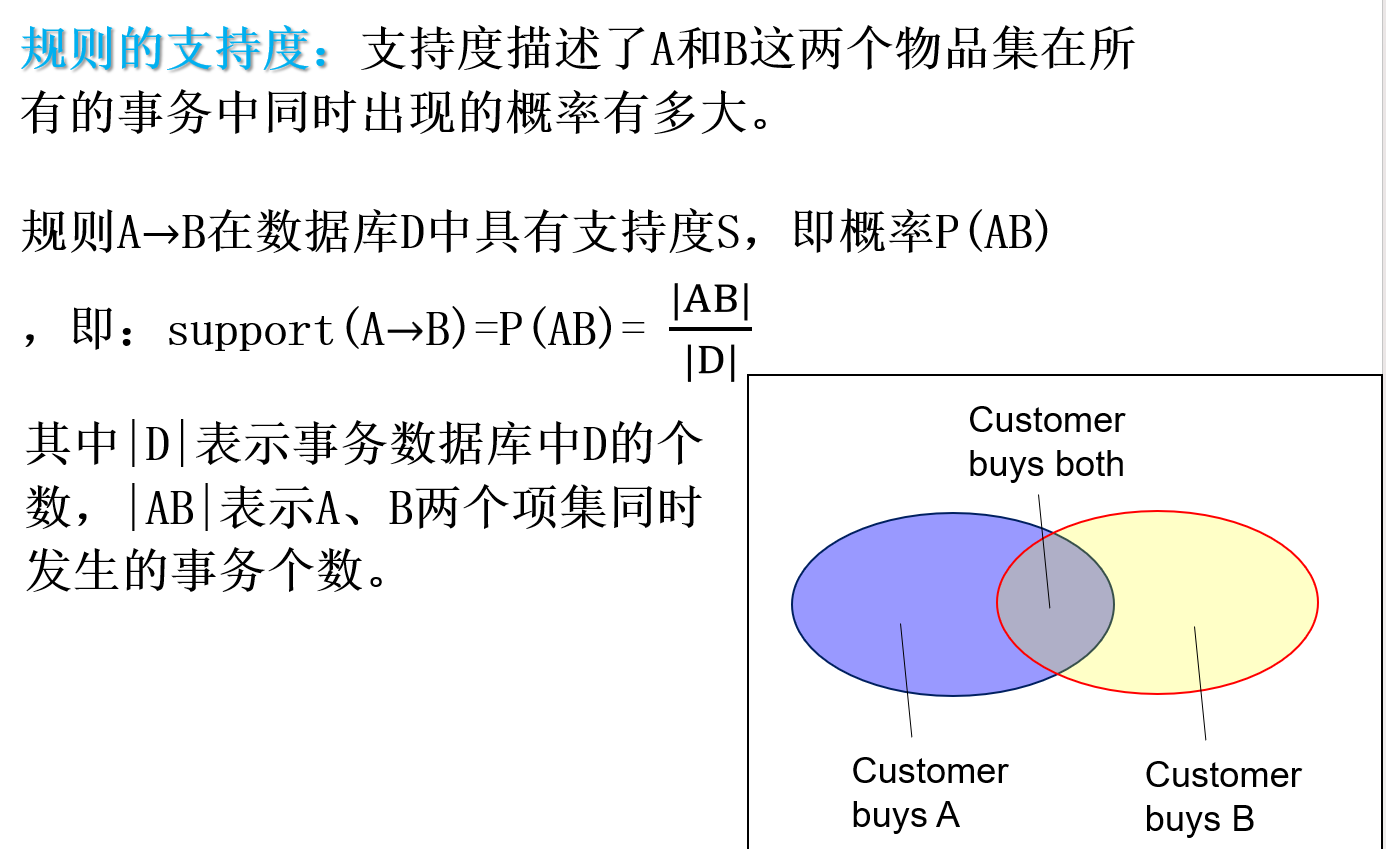 规则的支持度：支持度描述了A和B这两个物品集在所
有的事务中同时出现的概率有多大。
规则A→B在数据库D中具有支持度S，即概率P(AB)
，即：support(A→B)=P(AB)= |AB|/|D|
其中|D|表示事务数据库中D的个
数，|AB|表示A、B两个项集同时
发生的事务个数。
Customer
buys both
Customer
buys A
Customer
buys B